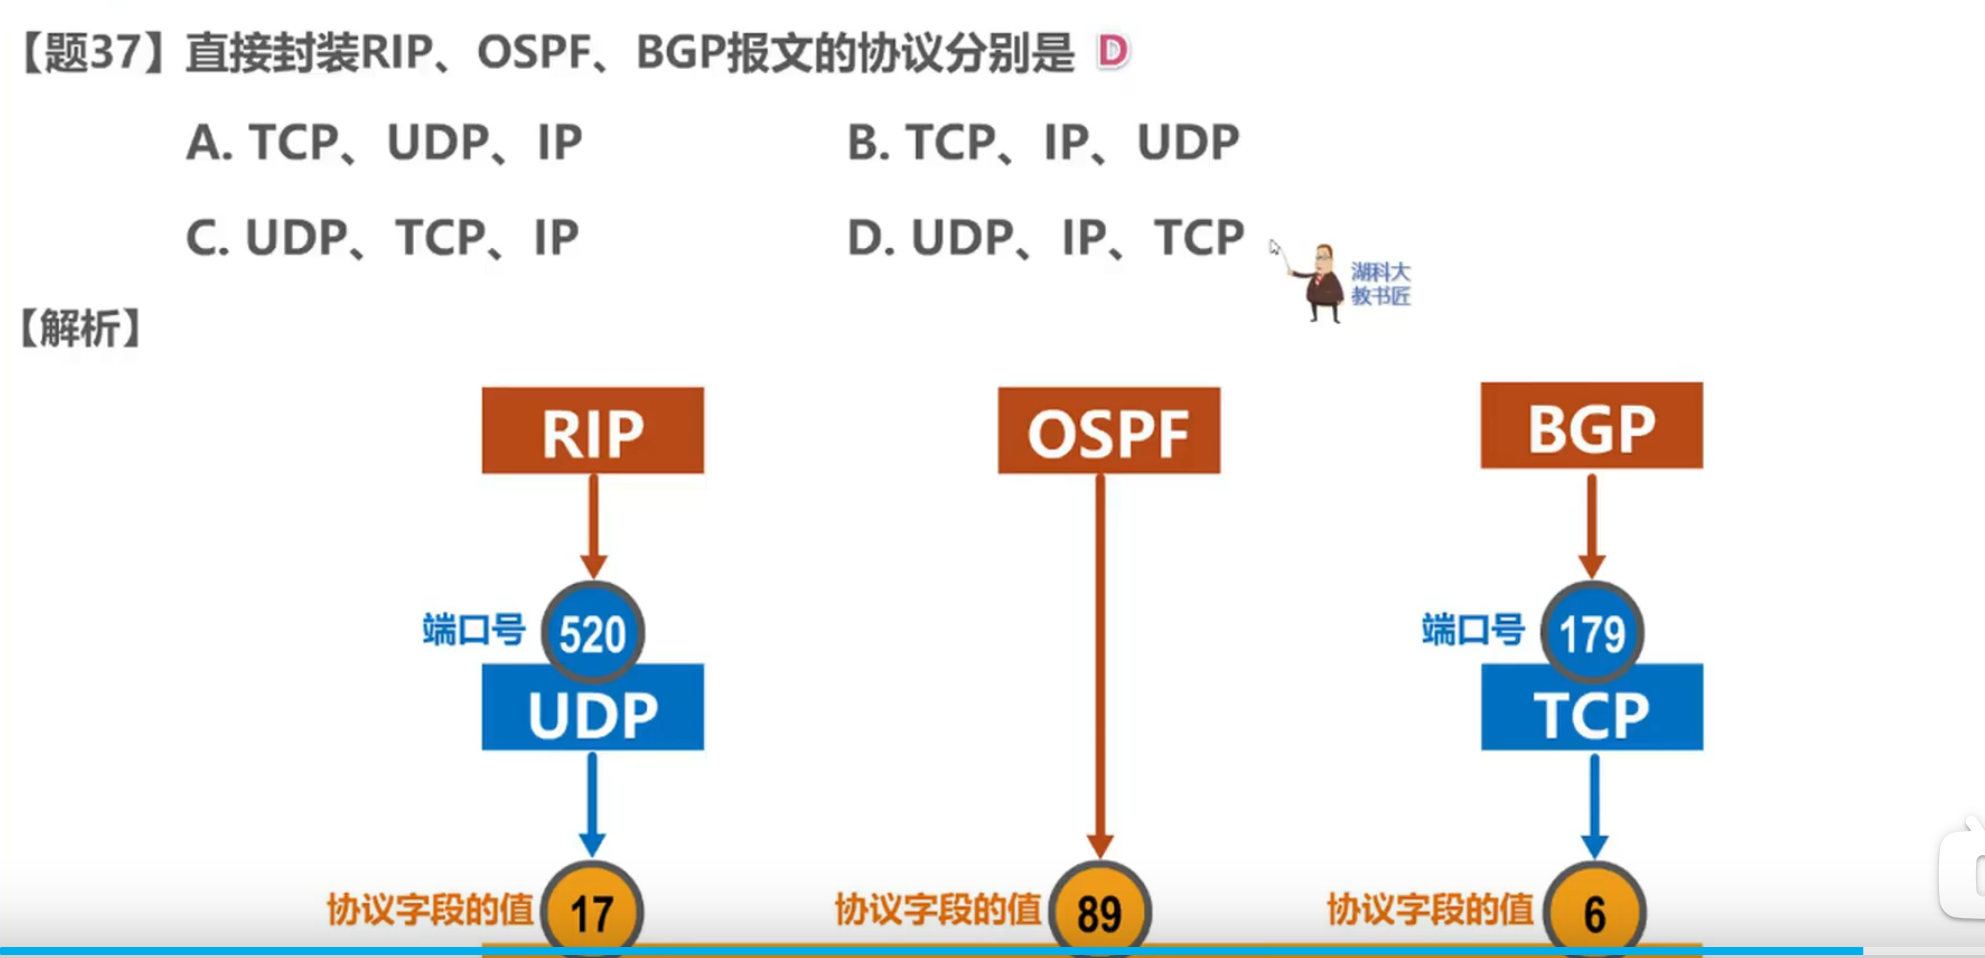 【题37】直接封装RIP、OSPF、BGP报文的协议分别是 D
A. TCP、UDP、IP
B. TCP、IP、UDP
C. UDP、TCP、IP
D. UDP、IP、TCP
湖科大
教书匠
【解析】
RIP
OSPF
BGP
端口号 520
端口号 179
UDP
TCP
协议字段的值 17
协议字段的值 89
协议字段的值 6